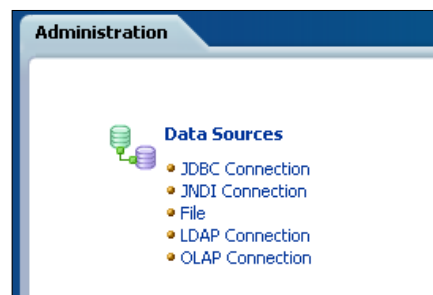 Administration
Data Sources
JDBC Connection
JNDI Connection
File
LDAP Connection
OLAP Connection